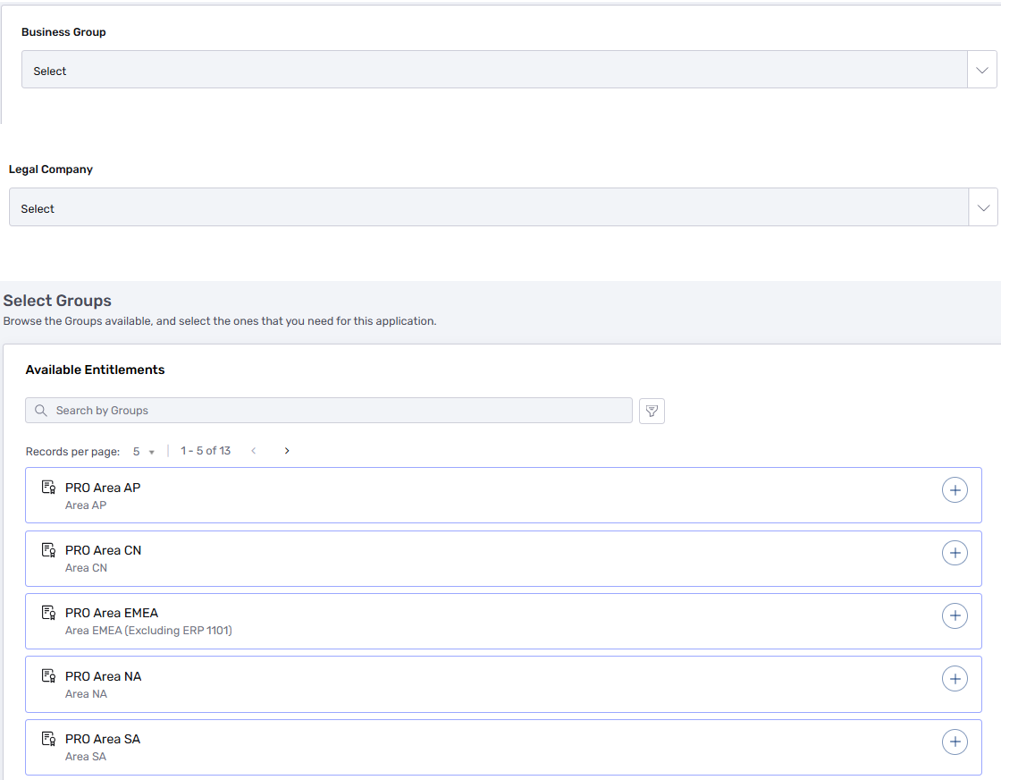 Business Group
Select
Legal Company
Select
Select Groups
Browse the Groups available, and select the ones that you need for this application.
Available Entitlements
Search by Groups
Records per page: 5 1 - 5 of 13
PRO Area AP
Area AP
PRO Area CN
Area CN
PRO Area EMEA
Area EMEA (Excluding ERP 1101)
PRO Area NA
Area NA
PRO Area SA
Area SA